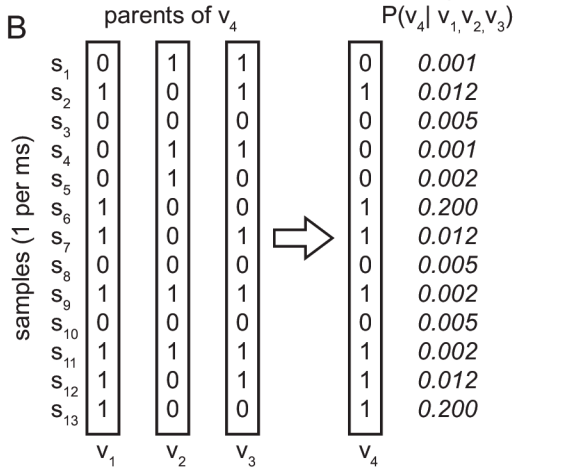 B
parents of v4
P(v4| v1,v2,v3)
samples (1 per ms)
s1 0 1 1 0 0.001
s2 1 0 1 1 0.012
s3 0 0 0 0 0.005
s4 0 1 1 0 0.001
s5 0 1 0 0 0.002
s6 1 0 0 1 0.200
s7 1 0 1 1 0.012
s8 0 0 0 0 0.005
s9 1 1 1 1 0.002
s10 0 0 0 0 0.005
s11 1 1 1 1 0.002
s12 1 0 1 1 0.012
s13 1 0 0 1 0.200
v1 v2 v3 v4